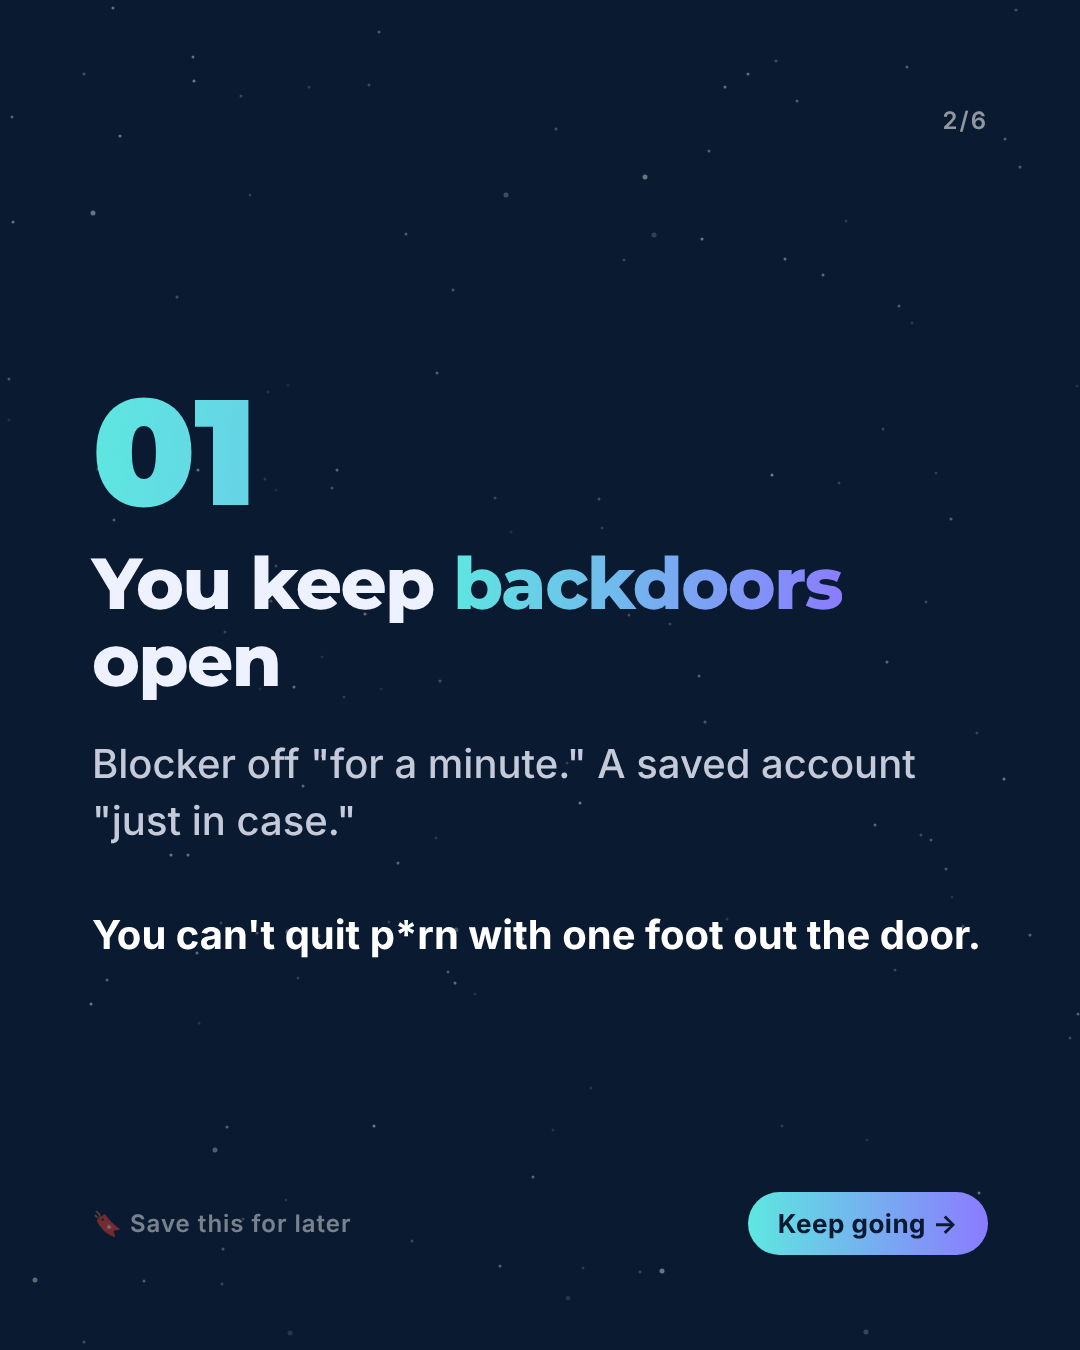 2/6
01
You keep backdoors
open
Blocker off "for a minute." A saved account
"just in case."
You can't quit p*rn with one foot out the door.
🔖 Save this for later
Keep going →